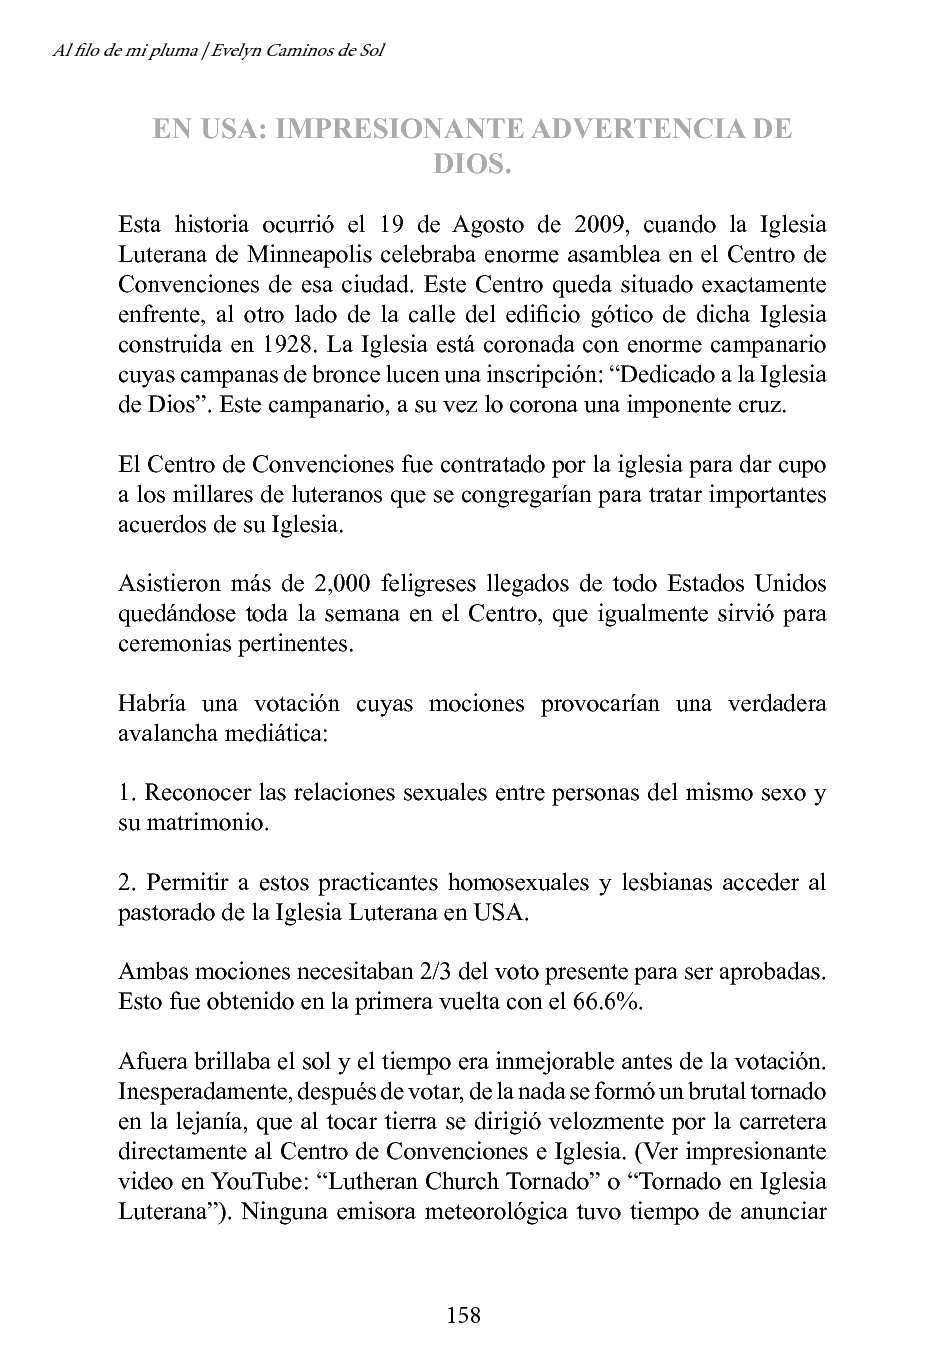 Al filo de mi pluma / Evelyn Caminos de Sol
EN USA: IMPRESIONANTE ADVERTENCIA DE
DIOS.
Esta historia ocurrió el 19 de Agosto de 2009, cuando la Iglesia
Luterana de Minneapolis celebraba enorme asamblea en el Centro de
Convenciones de esa ciudad. Este Centro queda situado exactamente
enfrente, al otro lado de la calle del edificio gótico de dicha Iglesia
construida en 1928. La Iglesia está coronada con enorme campanario
cuyas campanas de bronce lucen una inscripción: “Dedicado a la Iglesia
de Dios”. Este campanario, a su vez lo corona una imponente cruz.
El Centro de Convenciones fue contratado por la iglesia para dar cupo
a los millares de luteranos que se congregarían para tratar importantes
acuerdos de su Iglesia.
Asistieron más de 2,000 feligreses llegados de todo Estados Unidos
quedándose toda la semana en el Centro, que igualmente sirvió para
ceremonias pertinentes.
Habría una votación cuyas mociones provocarían una verdadera
avalancha mediática:
1. Reconocer las relaciones sexuales entre personas del mismo sexo y
su matrimonio.
2. Permitir a estos practicantes homosexuales y lesbianas acceder al
pastorado de la Iglesia Luterana en USA.
Ambas mociones necesitaban 2/3 del voto presente para ser aprobadas.
Esto fue obtenido en la primera vuelta con el 66.6%.
Afuera brillaba el sol y el tiempo era inmejorable antes de la votación.
Inesperadamente, después de votar, de la nada se formó un brutal tornado
en la lejanía, que al tocar tierra se dirigió velozmente por la carretera
directamente al Centro de Convenciones e Iglesia. (Ver impresionante
video en YouTube: “Lutheran Church Tornado” o “Tornado en Iglesia
Luterana”). Ninguna emisora meteorológica tuvo tiempo de anunciar
158